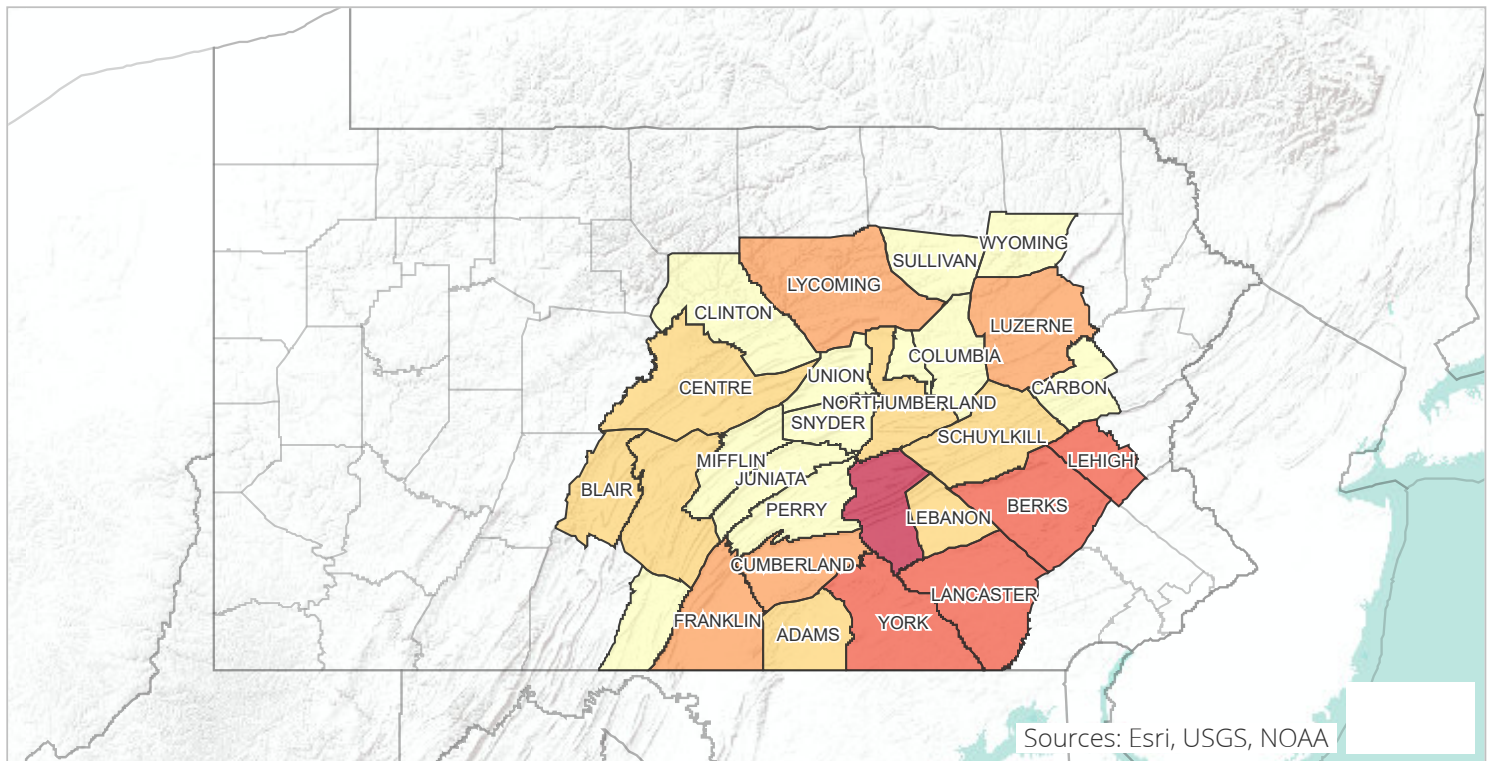 WYOMING
SULLIVAN
LYCOMING
CLINTON
LUZERNE
COLUMBIA
UNION
CENTRE
CARBON
NORTHUMBERLAND
SNYDER
SCHUYLKILL
MIFFLIN
LEHIGH
JUNIATA
BLAIR
PERRY
BERKS
LEBANON
CUMBERLAND
LANCASTER
FRANKLIN
YORK
ADAMS
Sources: Esri, USGS, NOAA